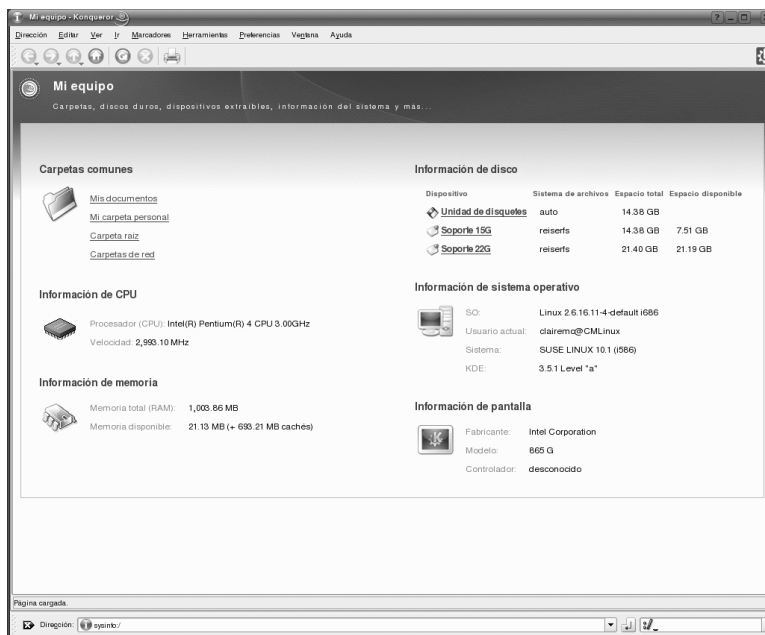 Mi equipo - Konqueror
Dirección Editar Ver Ir Marcadores Herramientas Preferencias Ventana Ayuda
Mi equipo
Carpetas, discos duros, dispositivos extraibles, información del sistema y más...
Carpetas comunes
Mis documentos
Mi carpeta personal
Carpeta raíz
Carpetas de red
Información de CPU
Procesador (CPU): Intel(R) Pentium(R) 4 CPU 3.00GHz
Velocidad: 2,993.10 MHz
Información de memoria
Memoria total (RAM): 1,003.86 MB
Memoria disponible: 21.13 MB (+ 693.21 MB cachés)
Información de disco
Dispositivo Sistema de archivos Espacio total Espacio disponible
Unidad de disquetes auto 14.38 GB
Soporte 15G reiserfs 14.38 GB 7.51 GB
Soporte 22G reiserfs 21.40 GB 21.19 GB
Información de sistema operativo
SO: Linux 2.6.16.11-4-default i686
Usuario actual: clairemc@CMLinux
Sistema: SUSE LINUX 10.1 (i586)
KDE: 3.5.1 Level "a"
Información de pantalla
Fabricante: Intel Corporation
Modelo: 865 G
Controlador: desconocido
Página cargada.
Dirección: sysinfo:/